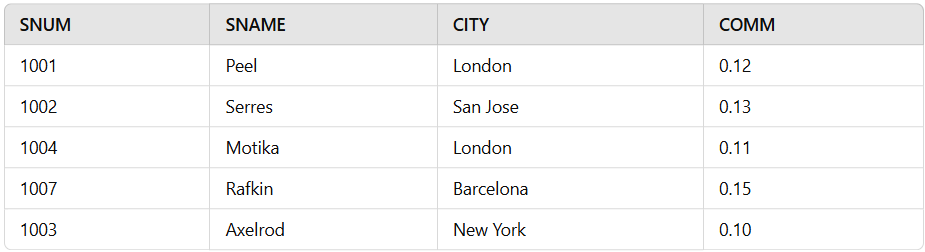 SNUM SNAME CITY COMM
1001 Peel London 0.12
1002 Serres San Jose 0.13
1004 Motika London 0.11
1007 Rafkin Barcelona 0.15
1003 Axelrod New York 0.10